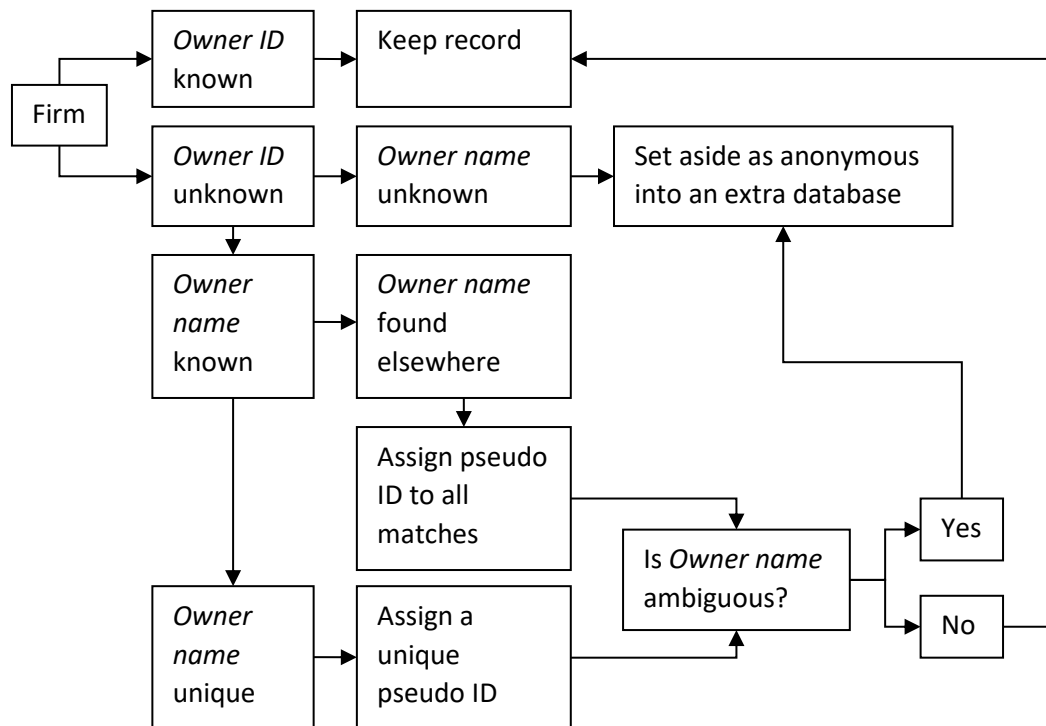 Owner ID
known
Keep record
Firm
Owner ID
unknown
Owner name
unknown
Set aside as anonymous
into an extra database
Owner
name
known
Owner name
found
elsewhere
Assign pseudo
ID to all
matches
Is Owner name
ambiguous?
Yes
No
Owner
name
unique
Assign a
unique
pseudo ID